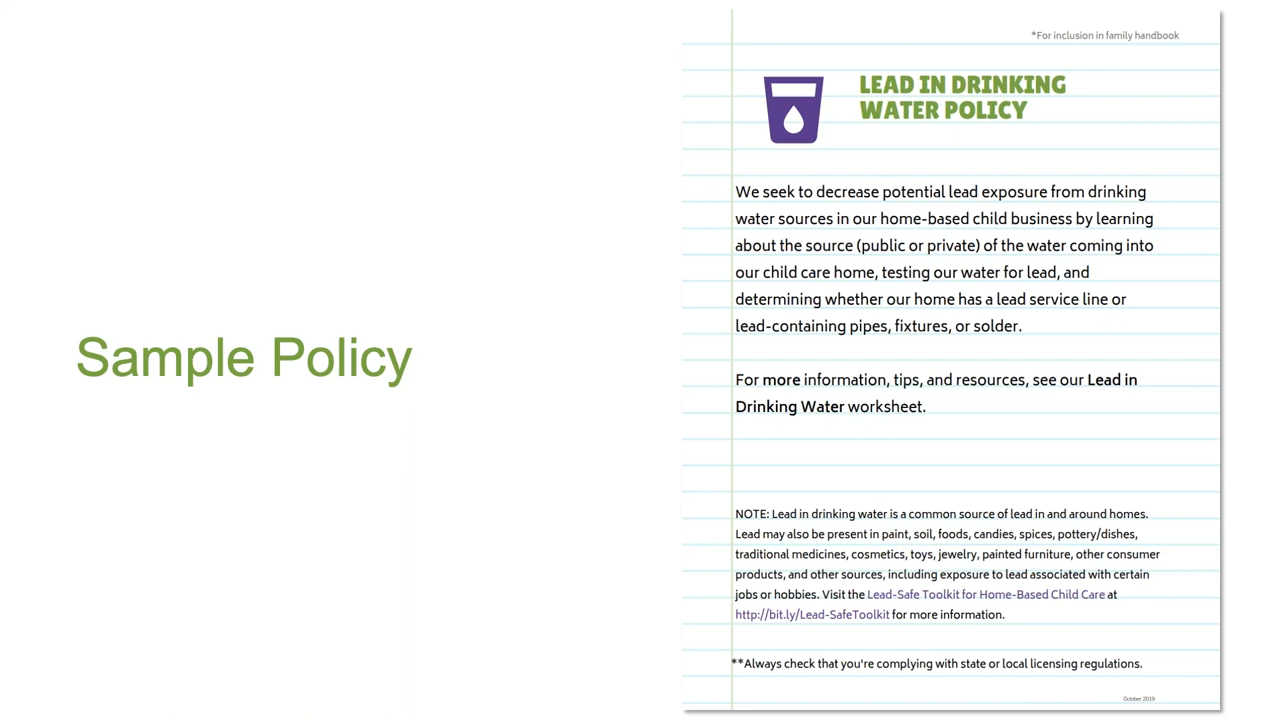 Sample Policy
*For inclusion in family handbook
LEAD IN DRINKING
WATER POLICY
We seek to decrease potential lead exposure from drinking
water sources in our home-based child business by learning
about the source (public or private) of the water coming into
our child care home, testing our water for lead, and
determining whether our home has a lead service line or
lead-containing pipes, fixtures, or solder.
For more information, tips, and resources, see our Lead in
Drinking Water worksheet.
NOTE: Lead in drinking water is a common source of lead in and around homes.
Lead may also be present in paint, soil, foods, candies, spices, pottery/dishes,
traditional medicines, cosmetics, toys, jewelry, painted furniture, other consumer
products, and other sources, including exposure to lead associated with certain
jobs or hobbies. Visit the Lead-Safe Toolkit for Home-Based Child Care at
http://bit.ly/Lead-SafeToolkit for more information.
**Always check that you're complying with state or local licensing regulations.
October 2019